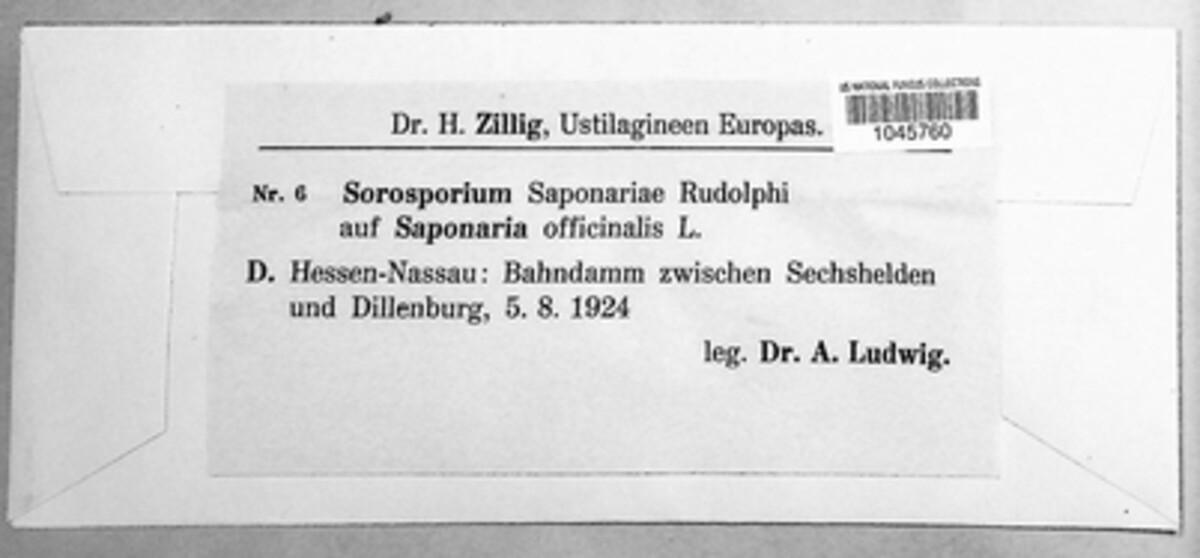 US NATIONAL FUNGUS COLLECTIONS
1045760
Dr. H. Zillig, Ustilagineen Europas.
Nr. 6 Sorosporium Saponariae Rudolphi
auf Saponaria officinalis L.
D. Hessen-Nassau: Bahndamm zwischen Sechshelden
und Dillenburg, 5. 8. 1924
leg. Dr. A. Ludwig.